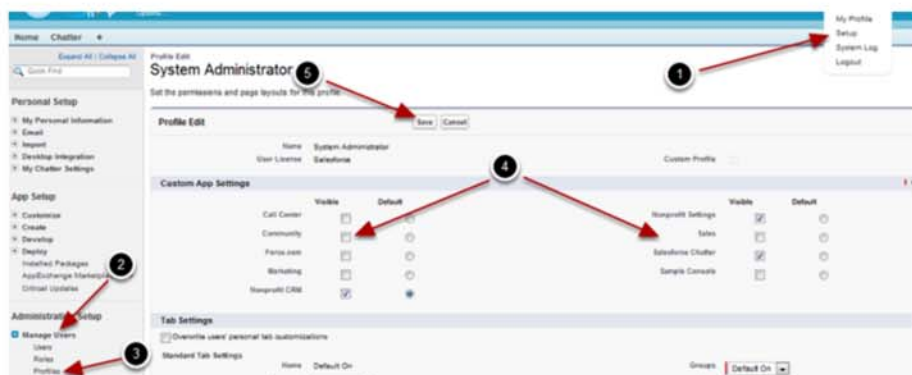 My Profile
Setup
System Log
Logout
Home Chatter +
Expand All | Collapse All
Quick Find
Profile Edit
System Administrator
Set the permissions and page layouts for this profile.
1
5
Personal Setup
My Personal Information
Email
Import
Desktop Integration
My Chatter Settings
Profile Edit
Save Cancel
Name System Administrator
User License Salesforce
Custom Profile
4
Custom App Settings
Visible Default
Visible Default
Call Center
Community
Force.com
Marketing
Nonprofit CRM
Nonprofit Settings
Sales
Salesforce Chatter
Sample Console
App Setup
Customize
Create
Develop
Deploy
Installed Packages
AppExchange Marketplace
Critical Updates
2
Administration Setup
Manage Users
Users
Roles
Profiles
3
Tab Settings
Overwrite users' personal tab customizations
Standard Tab Settings
Home Default On
Groups Default On